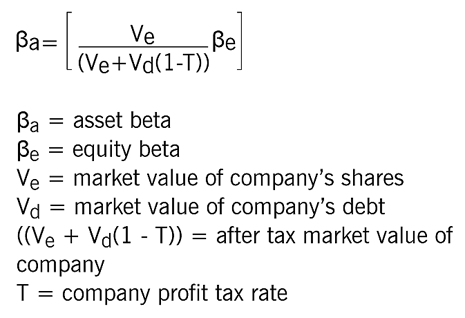 βa= [ Ve / (Ve+Vd(1-T)) βe ]
βa = asset beta
βe = equity beta
Ve = market value of company's shares
Vd = market value of company's debt
((Ve + Vd(1 - T)) = after tax market value of
company
T = company profit tax rate